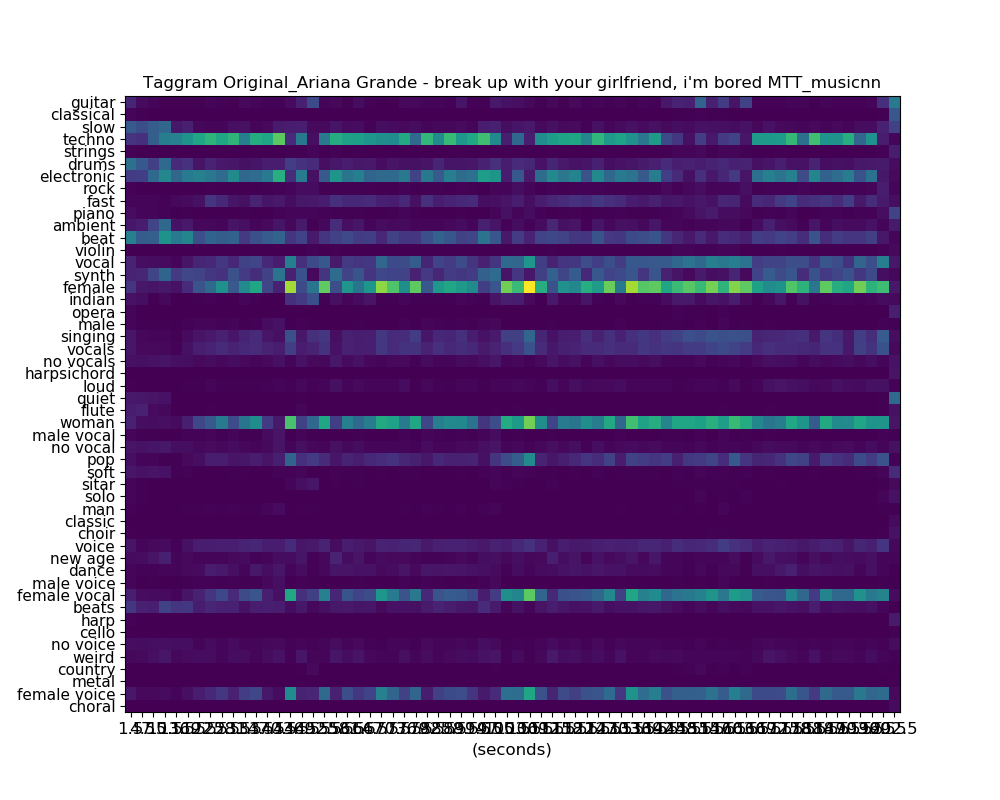 Taggram Original_Ariana Grande - break up with your girlfriend, i'm bored MTT_musicnn
guitar
classical
slow
techno
strings
drums
electronic
rock
fast
piano
ambient
beat
violin
vocal
synth
female
indian
opera
male
singing
vocals
no vocals
harpsichord
loud
quiet
flute
woman
male vocal
no vocal
pop
soft
sitar
solo
man
classic
choir
voice
new age
dance
male voice
female vocal
beats
harp
cello
no voice
weird
country
metal
female voice
choral
(seconds)